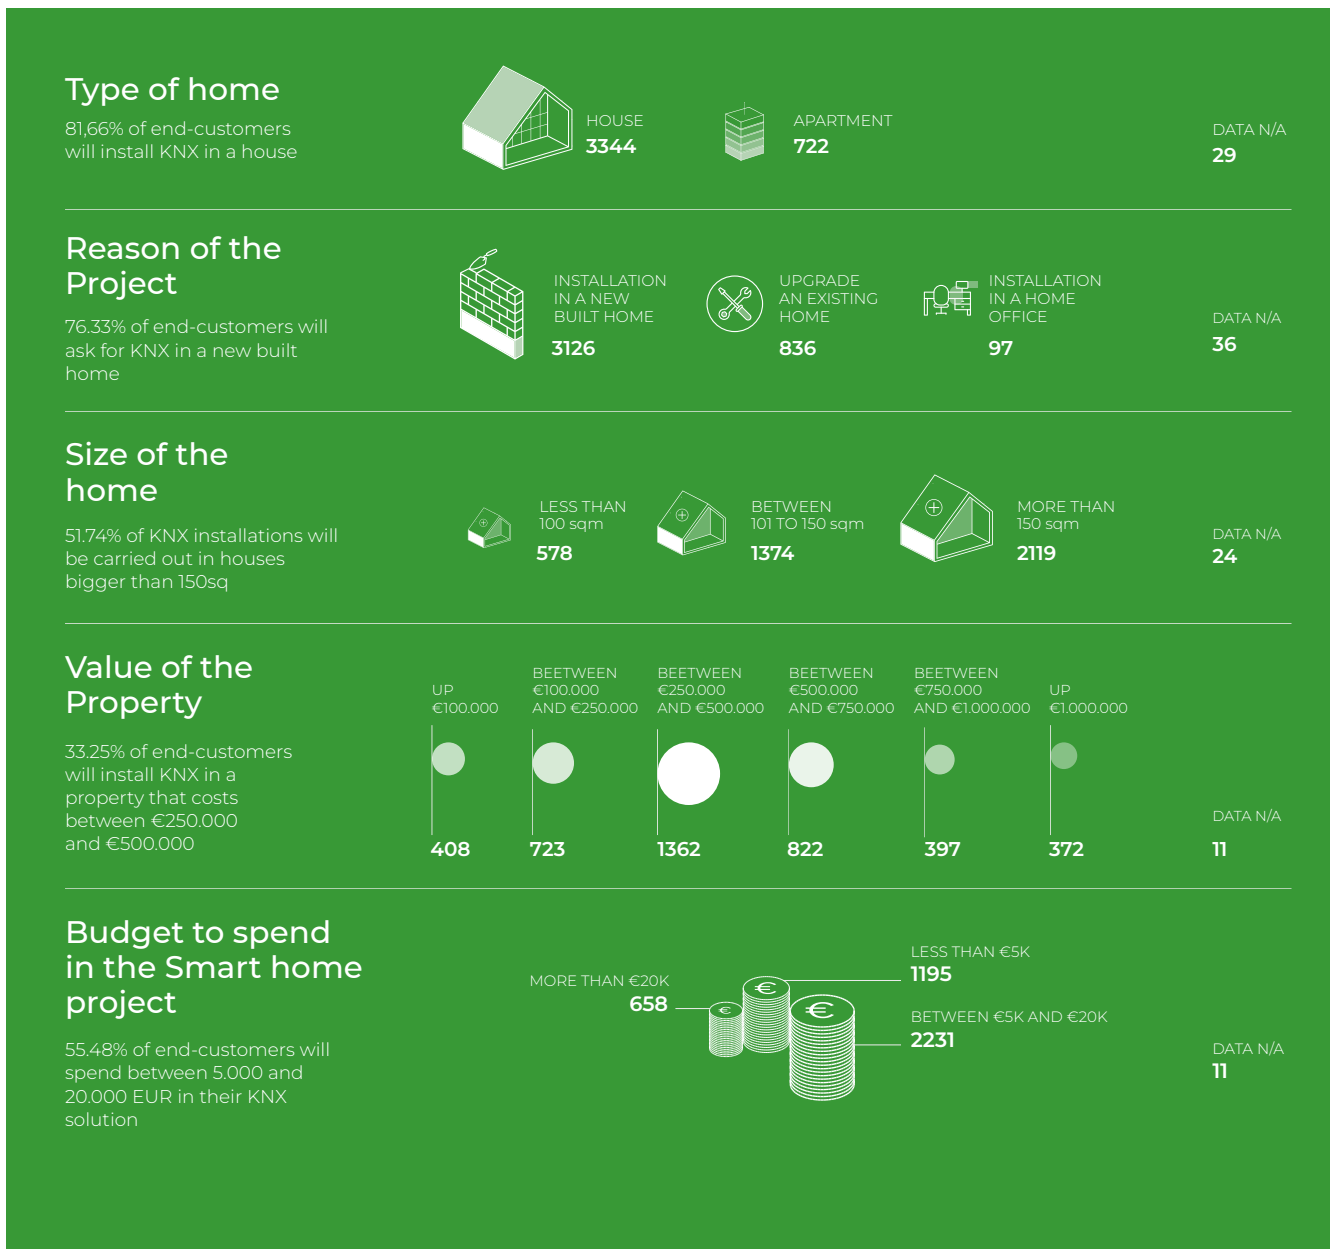 Type of home
81,66% of end-customers
will install KNX in a house
HOUSE
3344
APARTMENT
722
DATA N/A
29
Reason of the
Project
76.33% of end-customers will
ask for KNX in a new built
home
INSTALLATION
IN A NEW
BUILT HOME
3126
UPGRADE
AN EXISTING
HOME
836
INSTALLATION
IN A HOME
OFFICE
97
DATA N/A
36
Size of the
home
51.74% of KNX installations will
be carried out in houses
bigger than 150sq
LESS THAN
100 sqm
578
BETWEEN
101 TO 150 sqm
1374
MORE THAN
150 sqm
2119
DATA N/A
24
Value of the
Property
33.25% of end-customers
will install KNX in a
property that costs
between €250.000
and €500.000
UP
€100.000
408
BEETWEEN
€100.000
AND €250.000
723
BEETWEEN
€250.000
AND €500.000
1362
BEETWEEN
€500.000
AND €750.000
822
BEETWEEN
€750.000
AND €1.000.000
397
UP
€1.000.000
372
DATA N/A
11
Budget to spend
in the Smart home
project
55.48% of end-customers will
spend between 5.000 and
20.000 EUR in their KNX
solution
MORE THAN €20K
658
€
€
€
LESS THAN €5K
1195
BETWEEN €5K AND €20K
2231
DATA N/A
11